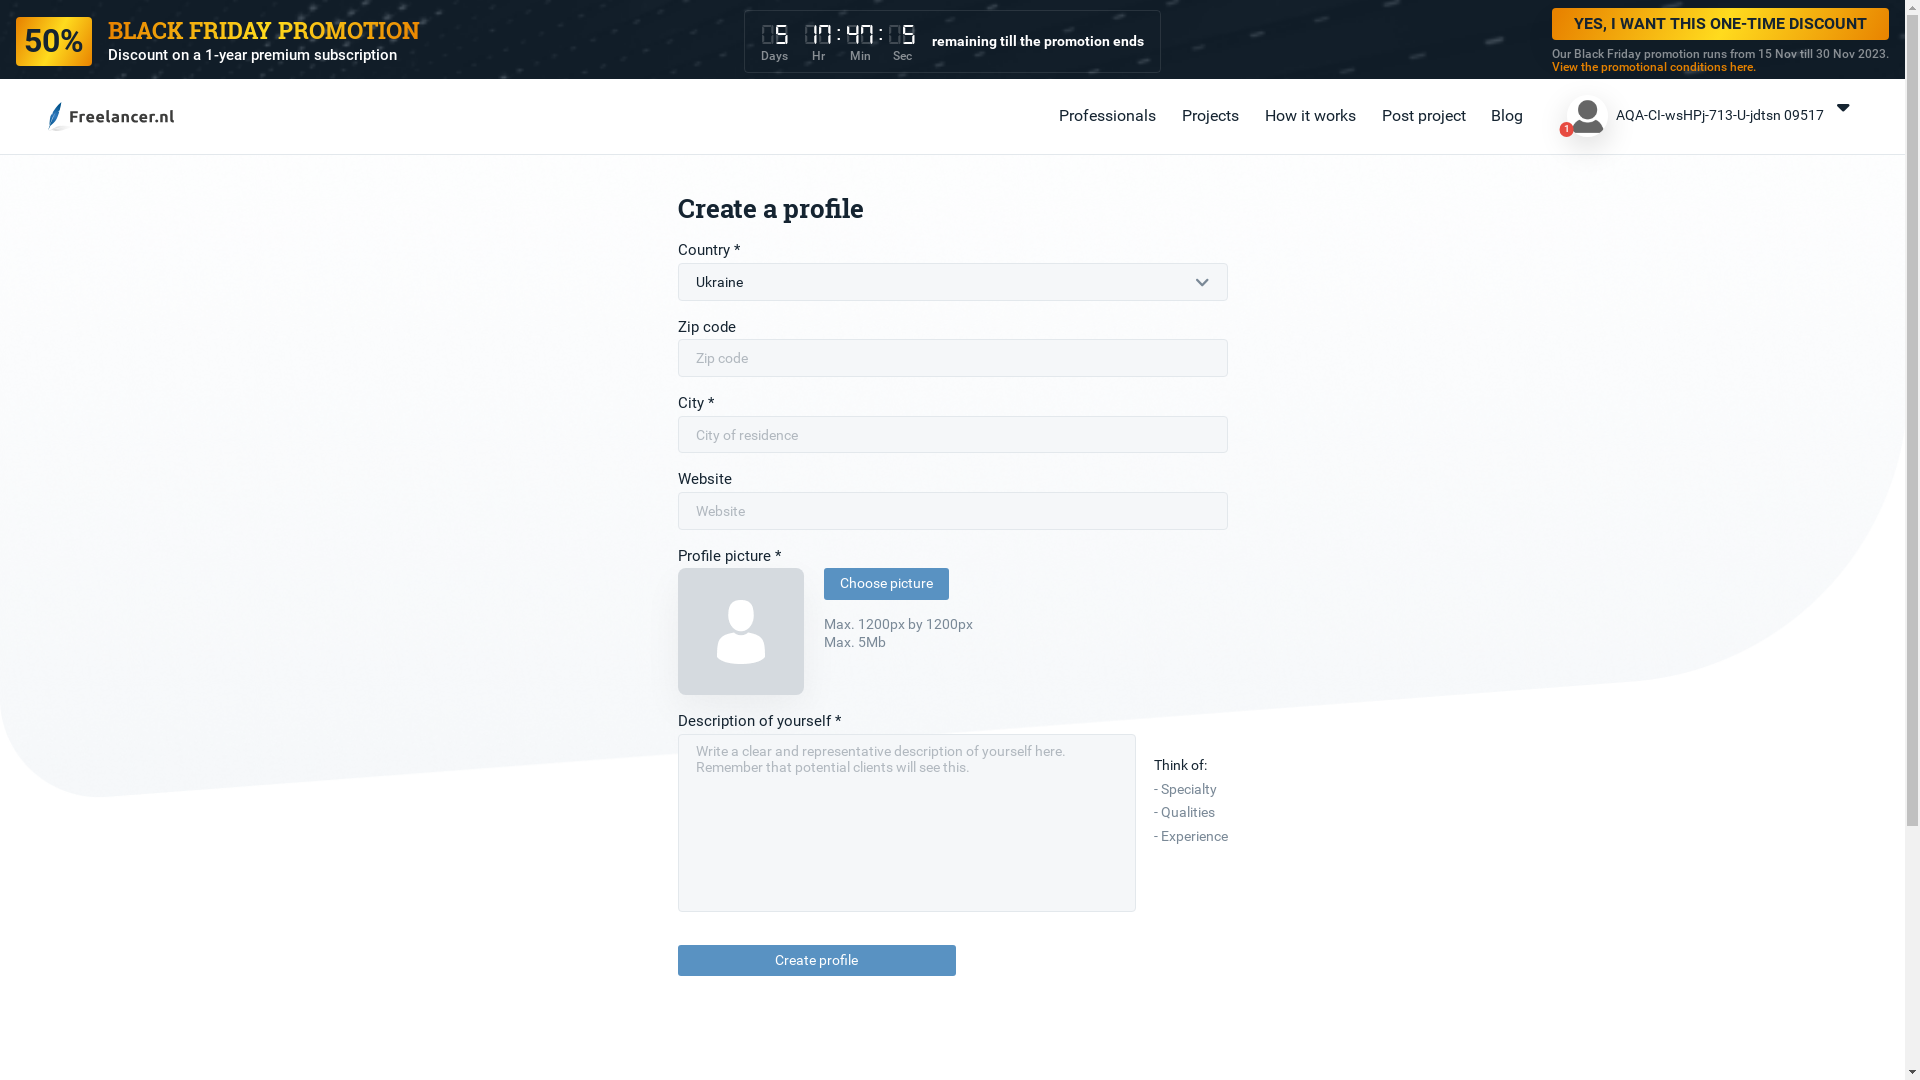 50%
BLACK FRIDAY PROMOTION
Discount on a 1-year premium subscription
5 17 : 47 : 5
Days Hr Min Sec
remaining till the promotion ends
YES, I WANT THIS ONE-TIME DISCOUNT
Our Black Friday promotion runs from 15 Nov till 30 Nov 2023.
View the promotional conditions here.
Freelancer.nl
Professionals
Projects
How it works
Post project
Blog
1
AQA-CI-wsHPj-713-U-jdtsn 09517
Create a profile
Country *
Ukraine
Zip code
Zip code
City *
City of residence
Website
Website
Profile picture *
Choose picture
Max. 1200px by 1200px
Max. 5Mb
Description of yourself *
Write a clear and representative description of yourself here.
Remember that potential clients will see this.
Think of:
- Specialty
- Qualities
- Experience
Create profile